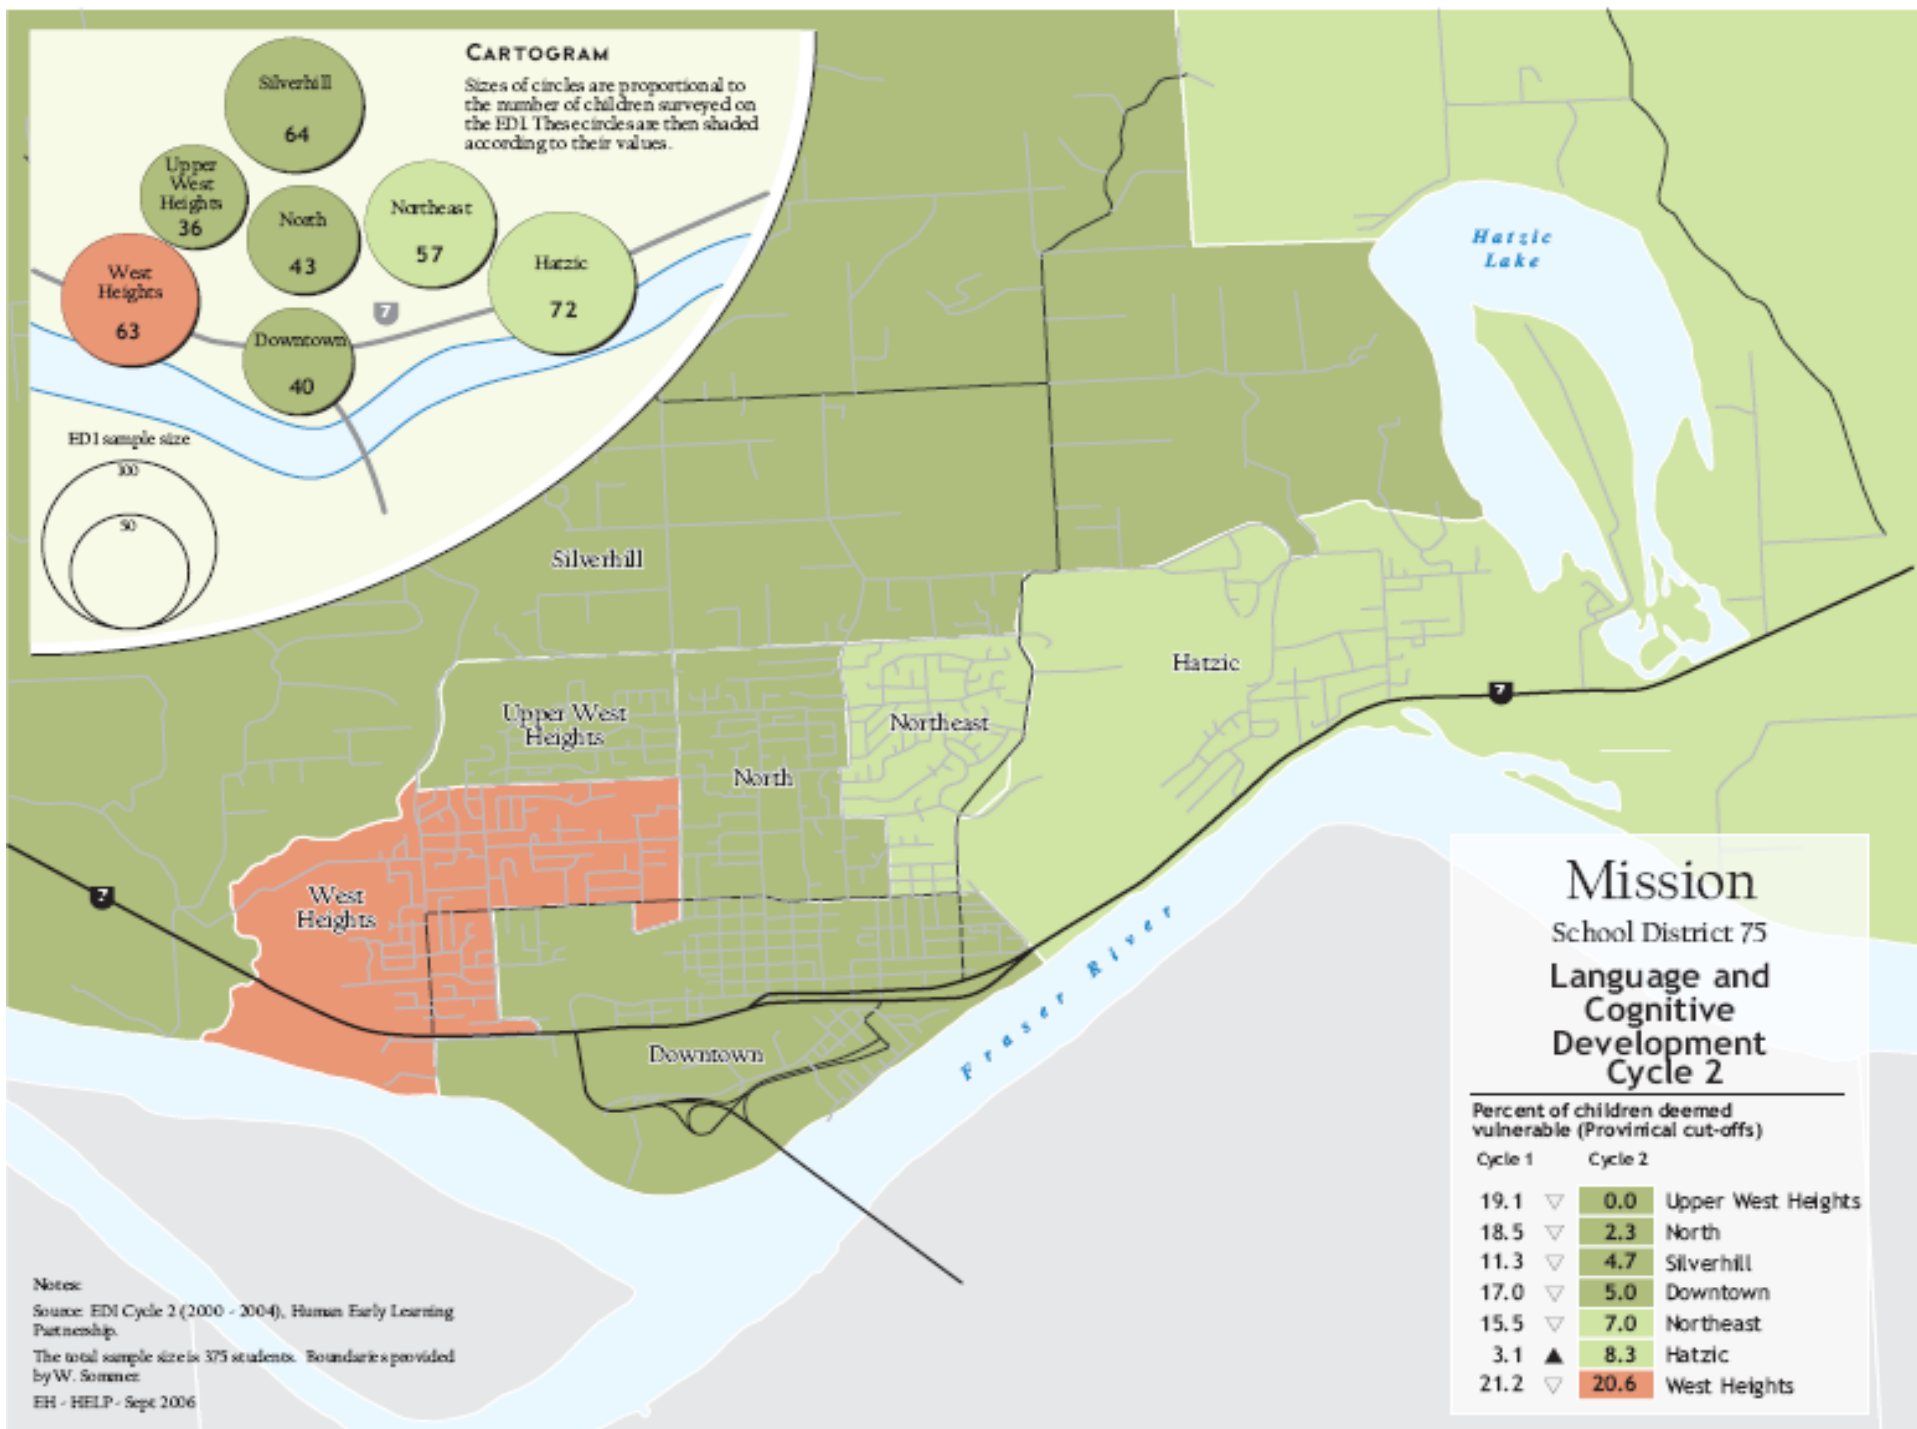 CARTOGRAM
Sizes of circles are proportional to
the number of children surveyed on
the EDI. These circles are then shaded
according to their values.
Silverhill
64
Upper
West
Heights
36
North
43
Northeast
57
Hatzic
72
West
Heights
63
Downtown
40
7
EDI sample size
100
50
Hatzic
Lake
Silverhill
Hatzic
7
Upper West
Heights
Northeast
North
West
Heights
7
Downtown
Fraser River
Mission
School District 75
Language and
Cognitive
Development
Cycle 2
Percent of children deemed
vulnerable (Provinical cut-offs)
Cycle 1 Cycle 2
19.1 ▽ 0.0 Upper West Heights
18.5 ▽ 2.3 North
11.3 ▽ 4.7 Silverhill
17.0 ▽ 5.0 Downtown
15.5 ▽ 7.0 Northeast
3.1 ▲ 8.3 Hatzic
21.2 ▽ 20.6 West Heights
Notes:
Source: EDI Cycle 2 (2000 - 2004), Human Early Learning
Partnership.
The total sample size is 375 students. Boundaries provided
by W. Sommer.
EH - HELP - Sept 2006